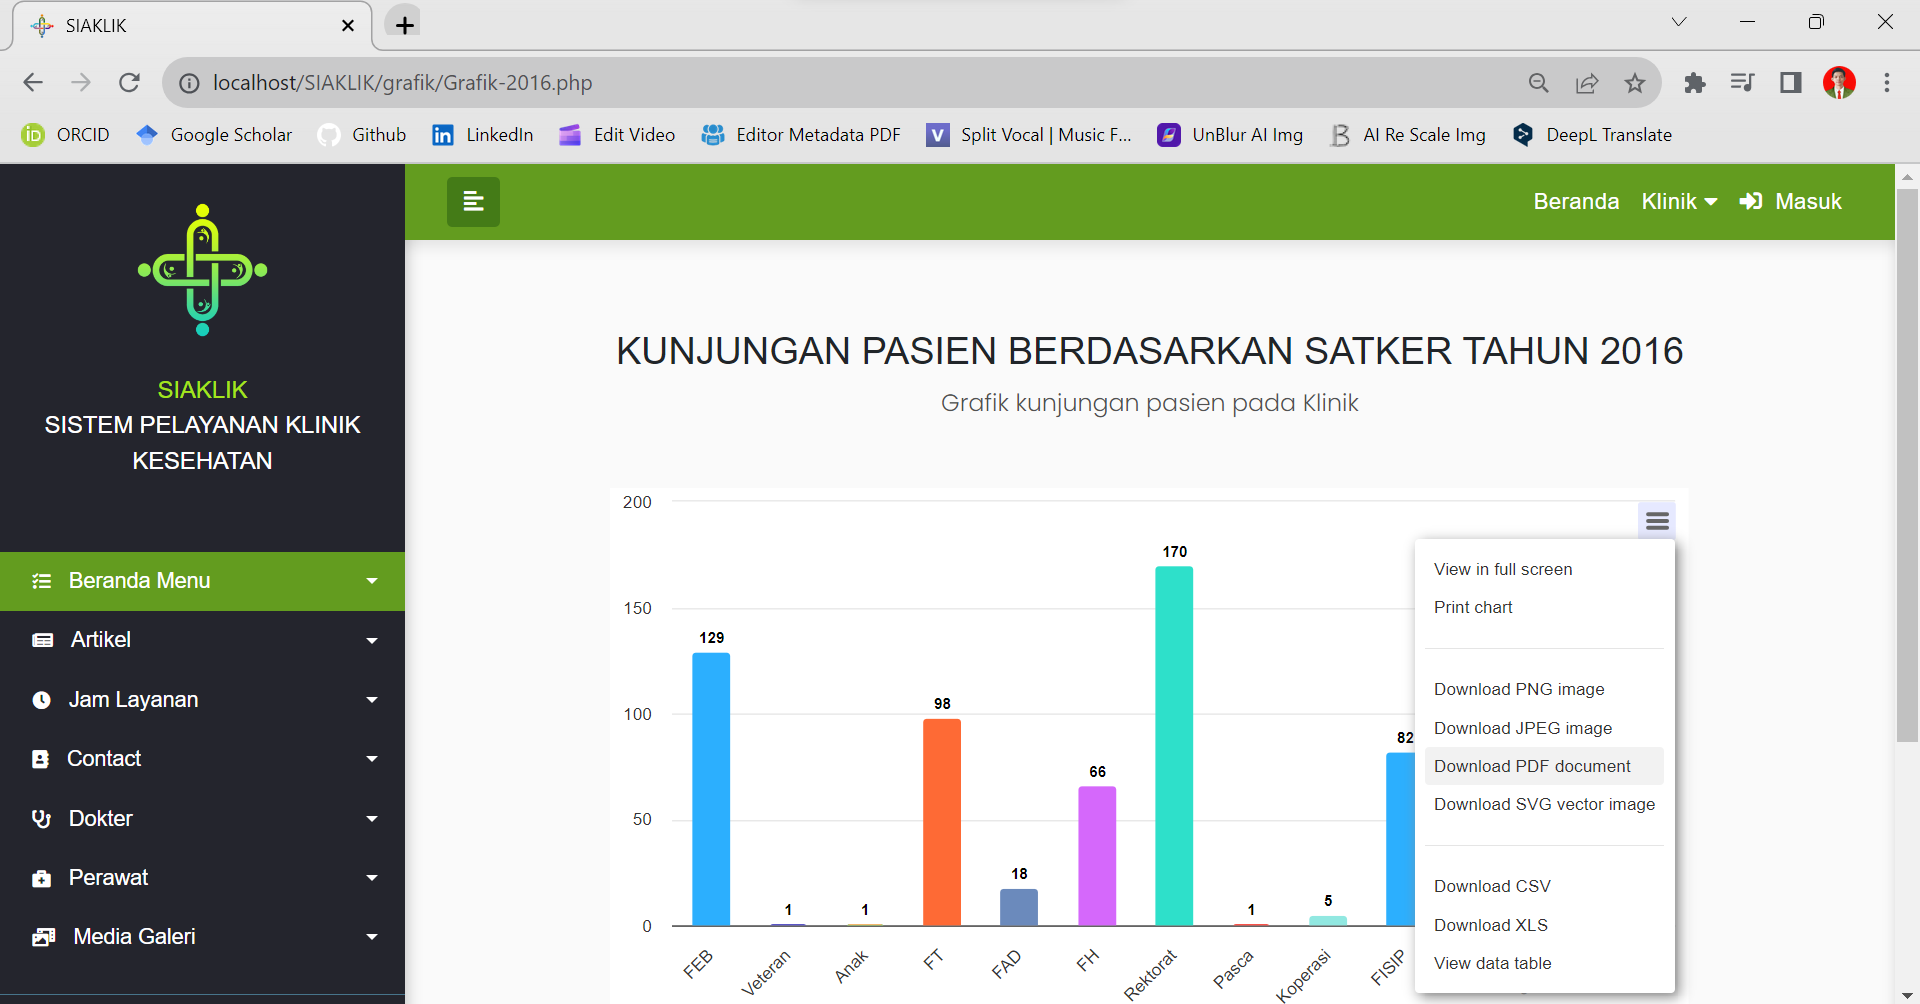 SIAKLIK
localhost/SIAKLIK/grafik/Grafik-2016.php
ORCID Google Scholar Github LinkedIn Edit Video Editor Metadata PDF Split Vocal | Music F... UnBlur AI Img AI Re Scale Img DeepL Translate
SIAKLIK
SISTEM PELAYANAN KLINIK
KESEHATAN
Beranda Menu
Artikel
Jam Layanan
Contact
Dokter
Perawat
Media Galeri
Beranda Klinik Masuk
KUNJUNGAN PASIEN BERDASARKAN SATKER TAHUN 2016
Grafik kunjungan pasien pada Klinik
200
150
100
50
0
129
1
1
98
18
66
170
1
5
82
FEB
Veteran
Anak
FT
FAD
FH
Rektorat
Pasca
Koperasi
FISIP
View in full screen
Print chart
Download PNG image
Download JPEG image
Download PDF document
Download SVG vector image
Download CSV
Download XLS
View data table